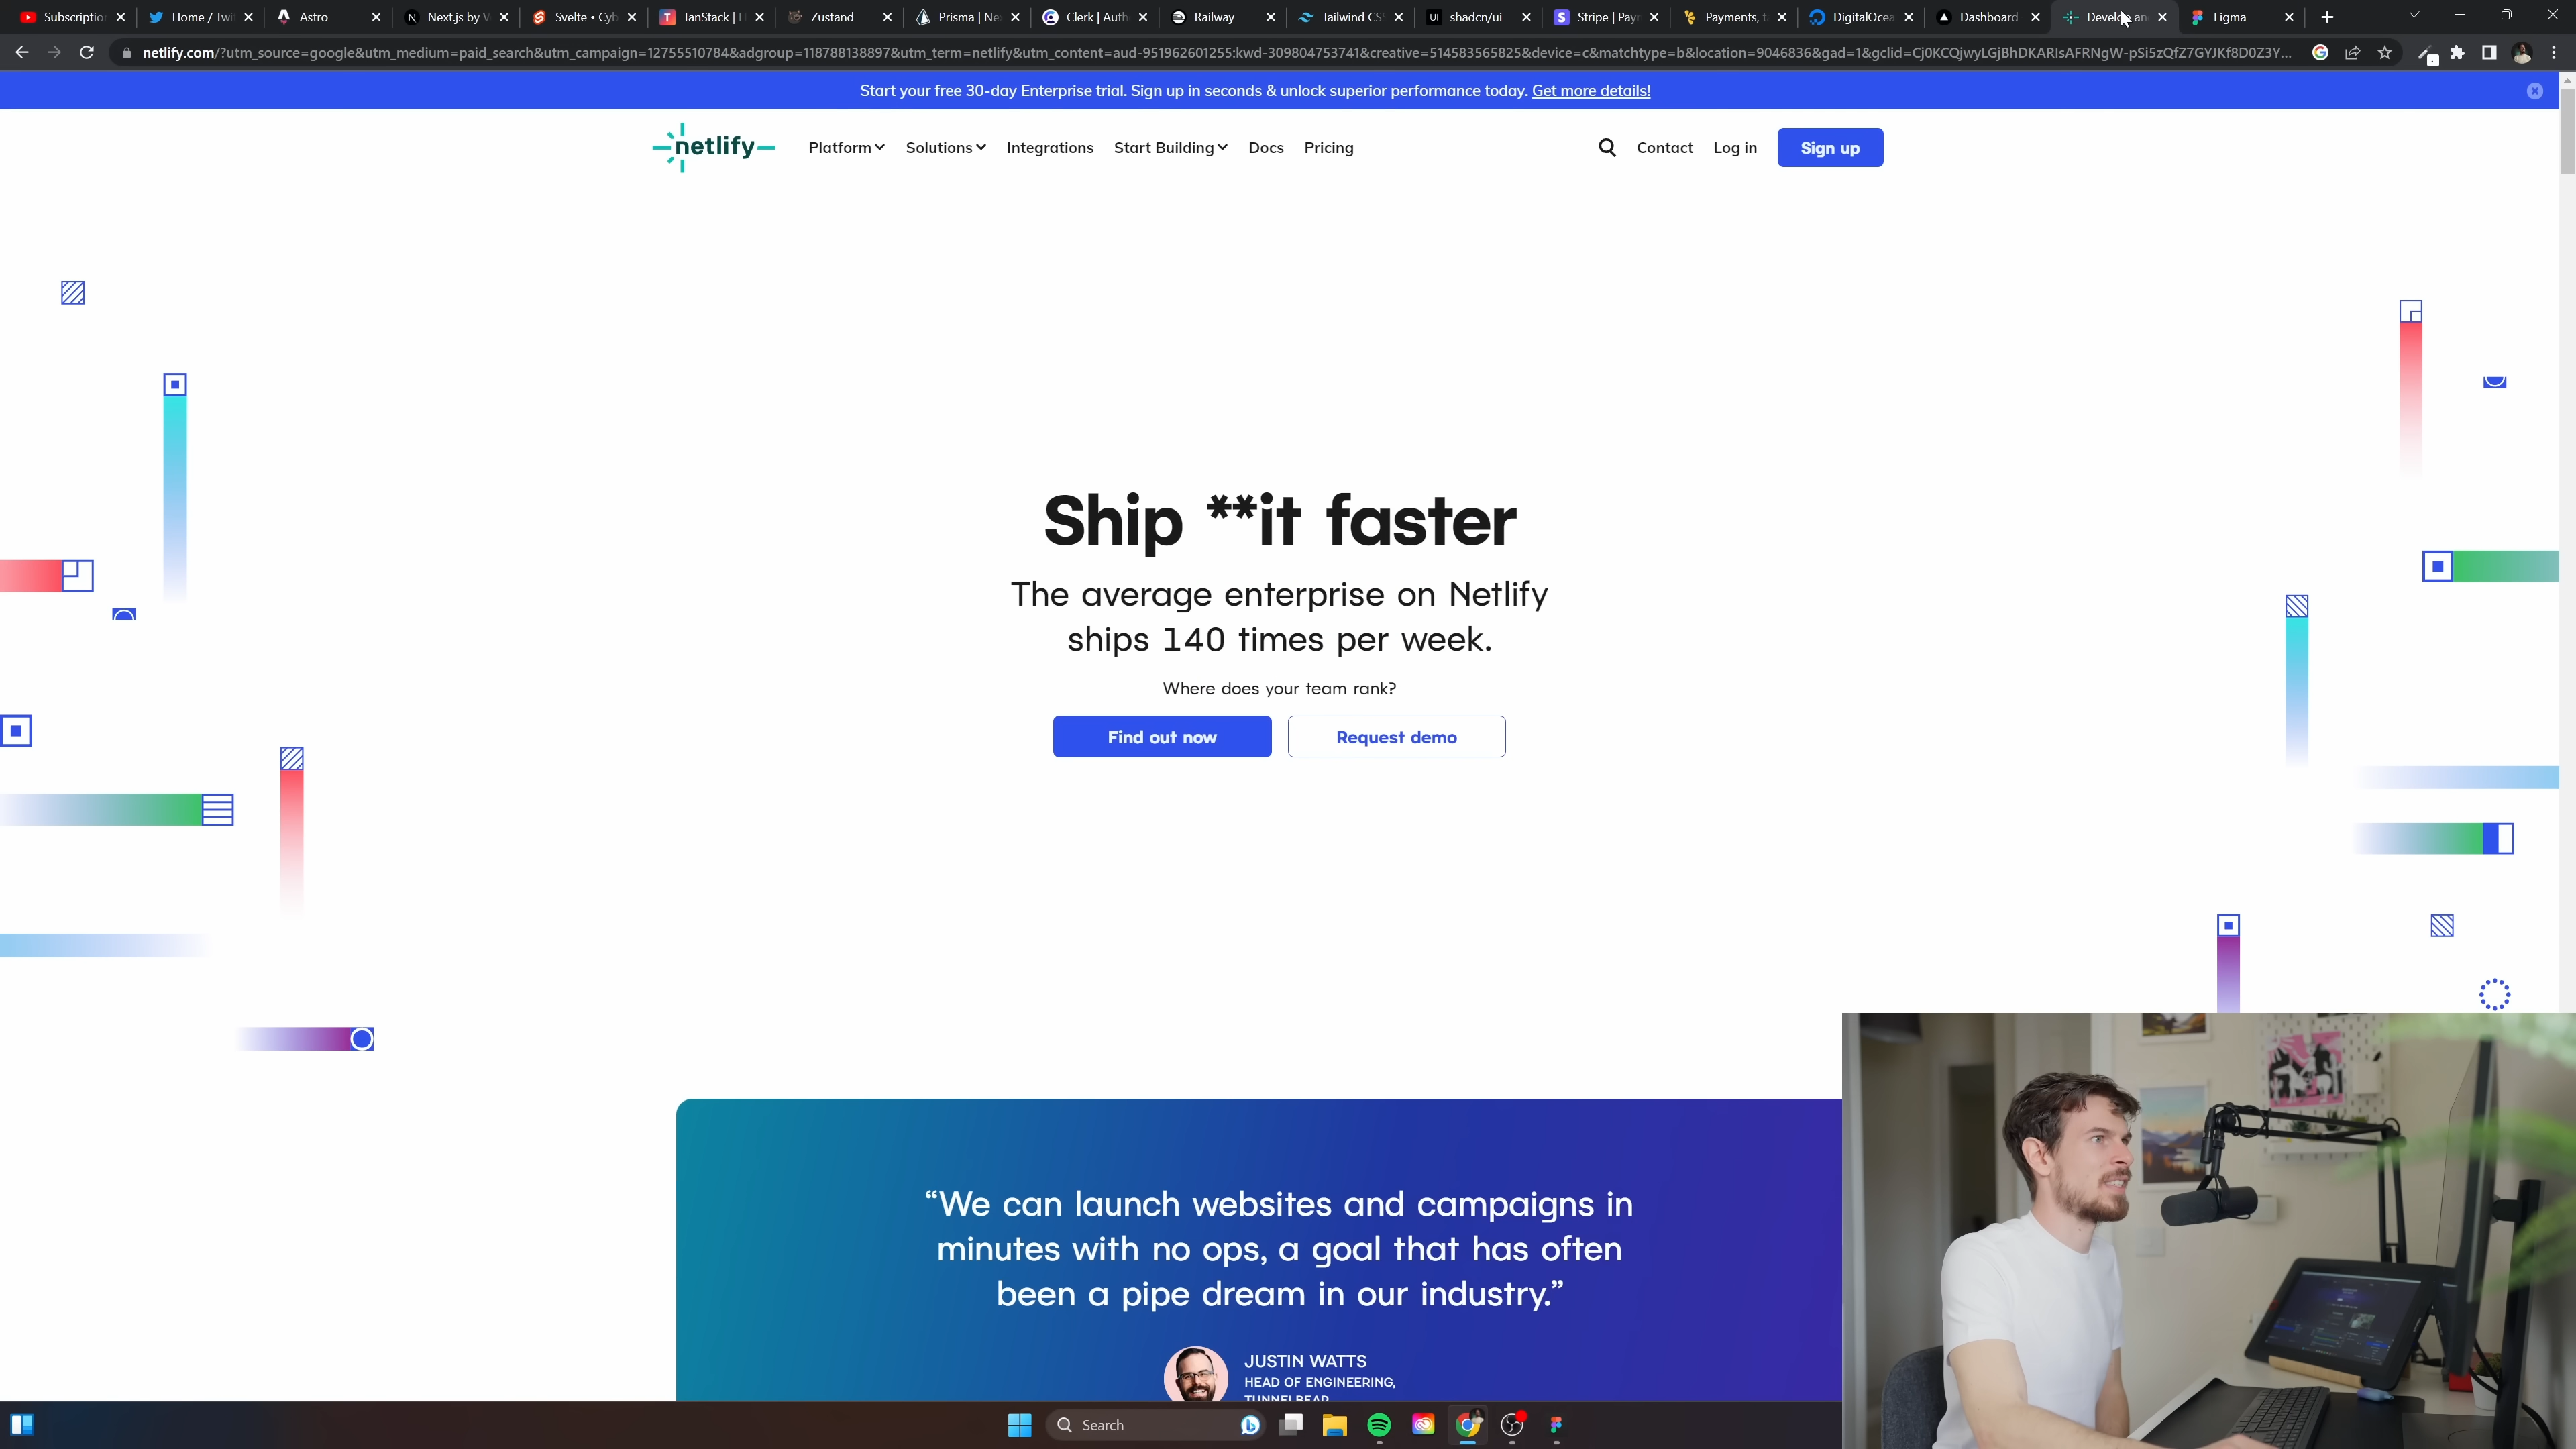 Subscription
Home / Twi
Astro
Next.js by V
Svelte • Cyb
TanStack | H
Zustand
Prisma | Ne
Clerk | Auth
Railway
Tailwind CS
shadcn/ui
Stripe | Pay
Payments, t
DigitalOcea
Dashboard
Develop an
Figma
netlify.com/?utm_source=google&utm_medium=paid_search&utm_campaign=12755510784&adgroup=118788138897&utm_term=netlify&utm_content=aud-951962601255:kwd-309804753741&creative=514583565825&device=c&matchtype=b&location=9046836&gad=1&gclid=Cj0KCQjwyLGjBhDKARIsAFRNgW-pSi5zQfZ7GYJKf8D0Z3Y...
Start your free 30-day Enterprise trial. Sign up in seconds & unlock superior performance today. Get more details!
netlify Platform Solutions Integrations Start Building Docs Pricing Contact Log in Sign up
Ship **it faster
The average enterprise on Netlify
ships 140 times per week.
Where does your team rank?
Find out now Request demo
“We can launch websites and campaigns in
minutes with no ops, a goal that has often
been a pipe dream in our industry.”
JUSTIN WATTS
HEAD OF ENGINEERING,
TUNNELBEAR
Search